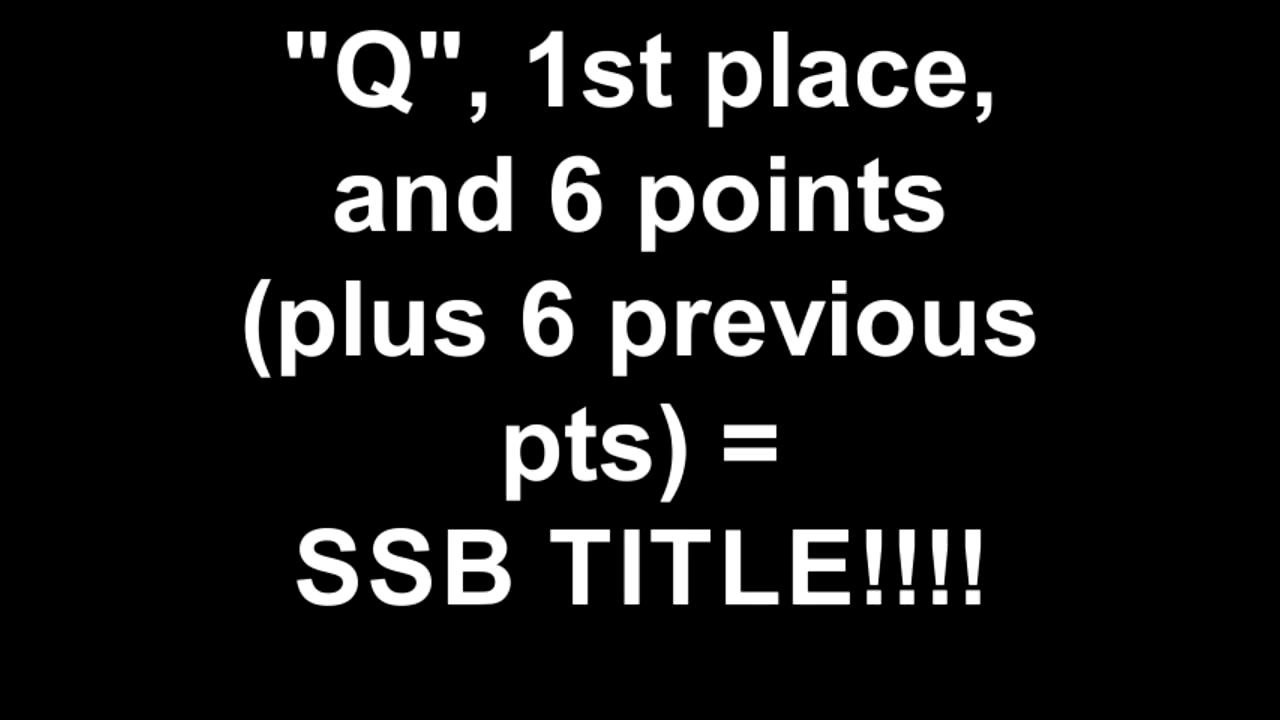 "Q", 1st place,
and 6 points
(plus 6 previous
pts) =
SSB TITLE!!!!